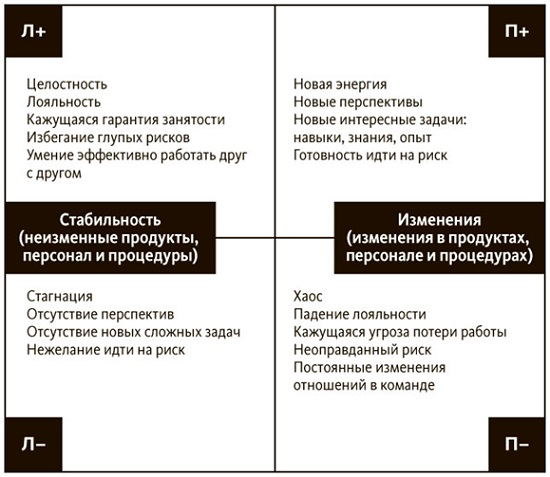 Л+
П+
Целостность
Лояльность
Кажущаяся гарантия занятости
Избегание глупых рисков
Умение эффективно работать друг
с другом
Новая энергия
Новые перспективы
Новые интересные задачи:
навыки, знания, опыт
Готовность идти на риск
Стабильность
(неизменные продукты,
персонал и процедуры)
Изменения
(изменения в продуктах,
персонале и процедурах)
Стагнация
Отсутствие перспектив
Отсутствие новых сложных задач
Нежелание идти на риск
Хаос
Падение лояльности
Кажущаяся угроза потери работы
Неоправданный риск
Постоянные изменения
отношений в команде
Л−
П−